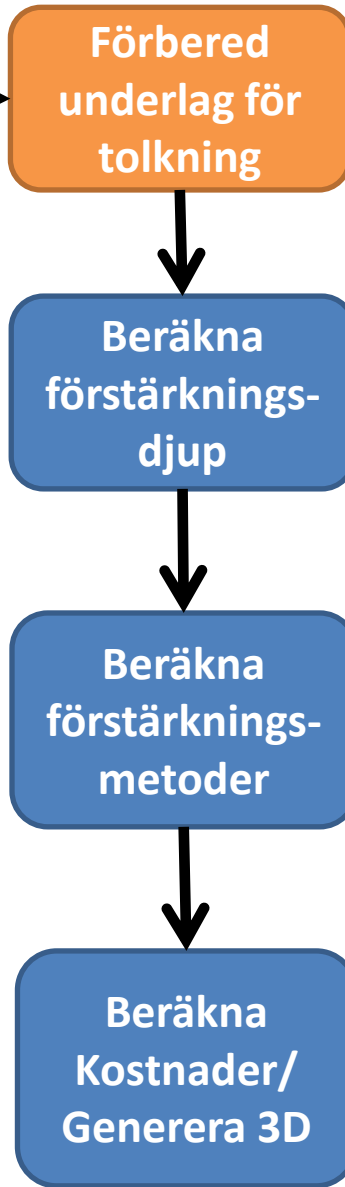 Förbered
underlag för
tolkning
Beräkna
förstärknings-
djup
Beräkna
förstärknings-
metoder
Beräkna
Kostnader/
Generera 3D